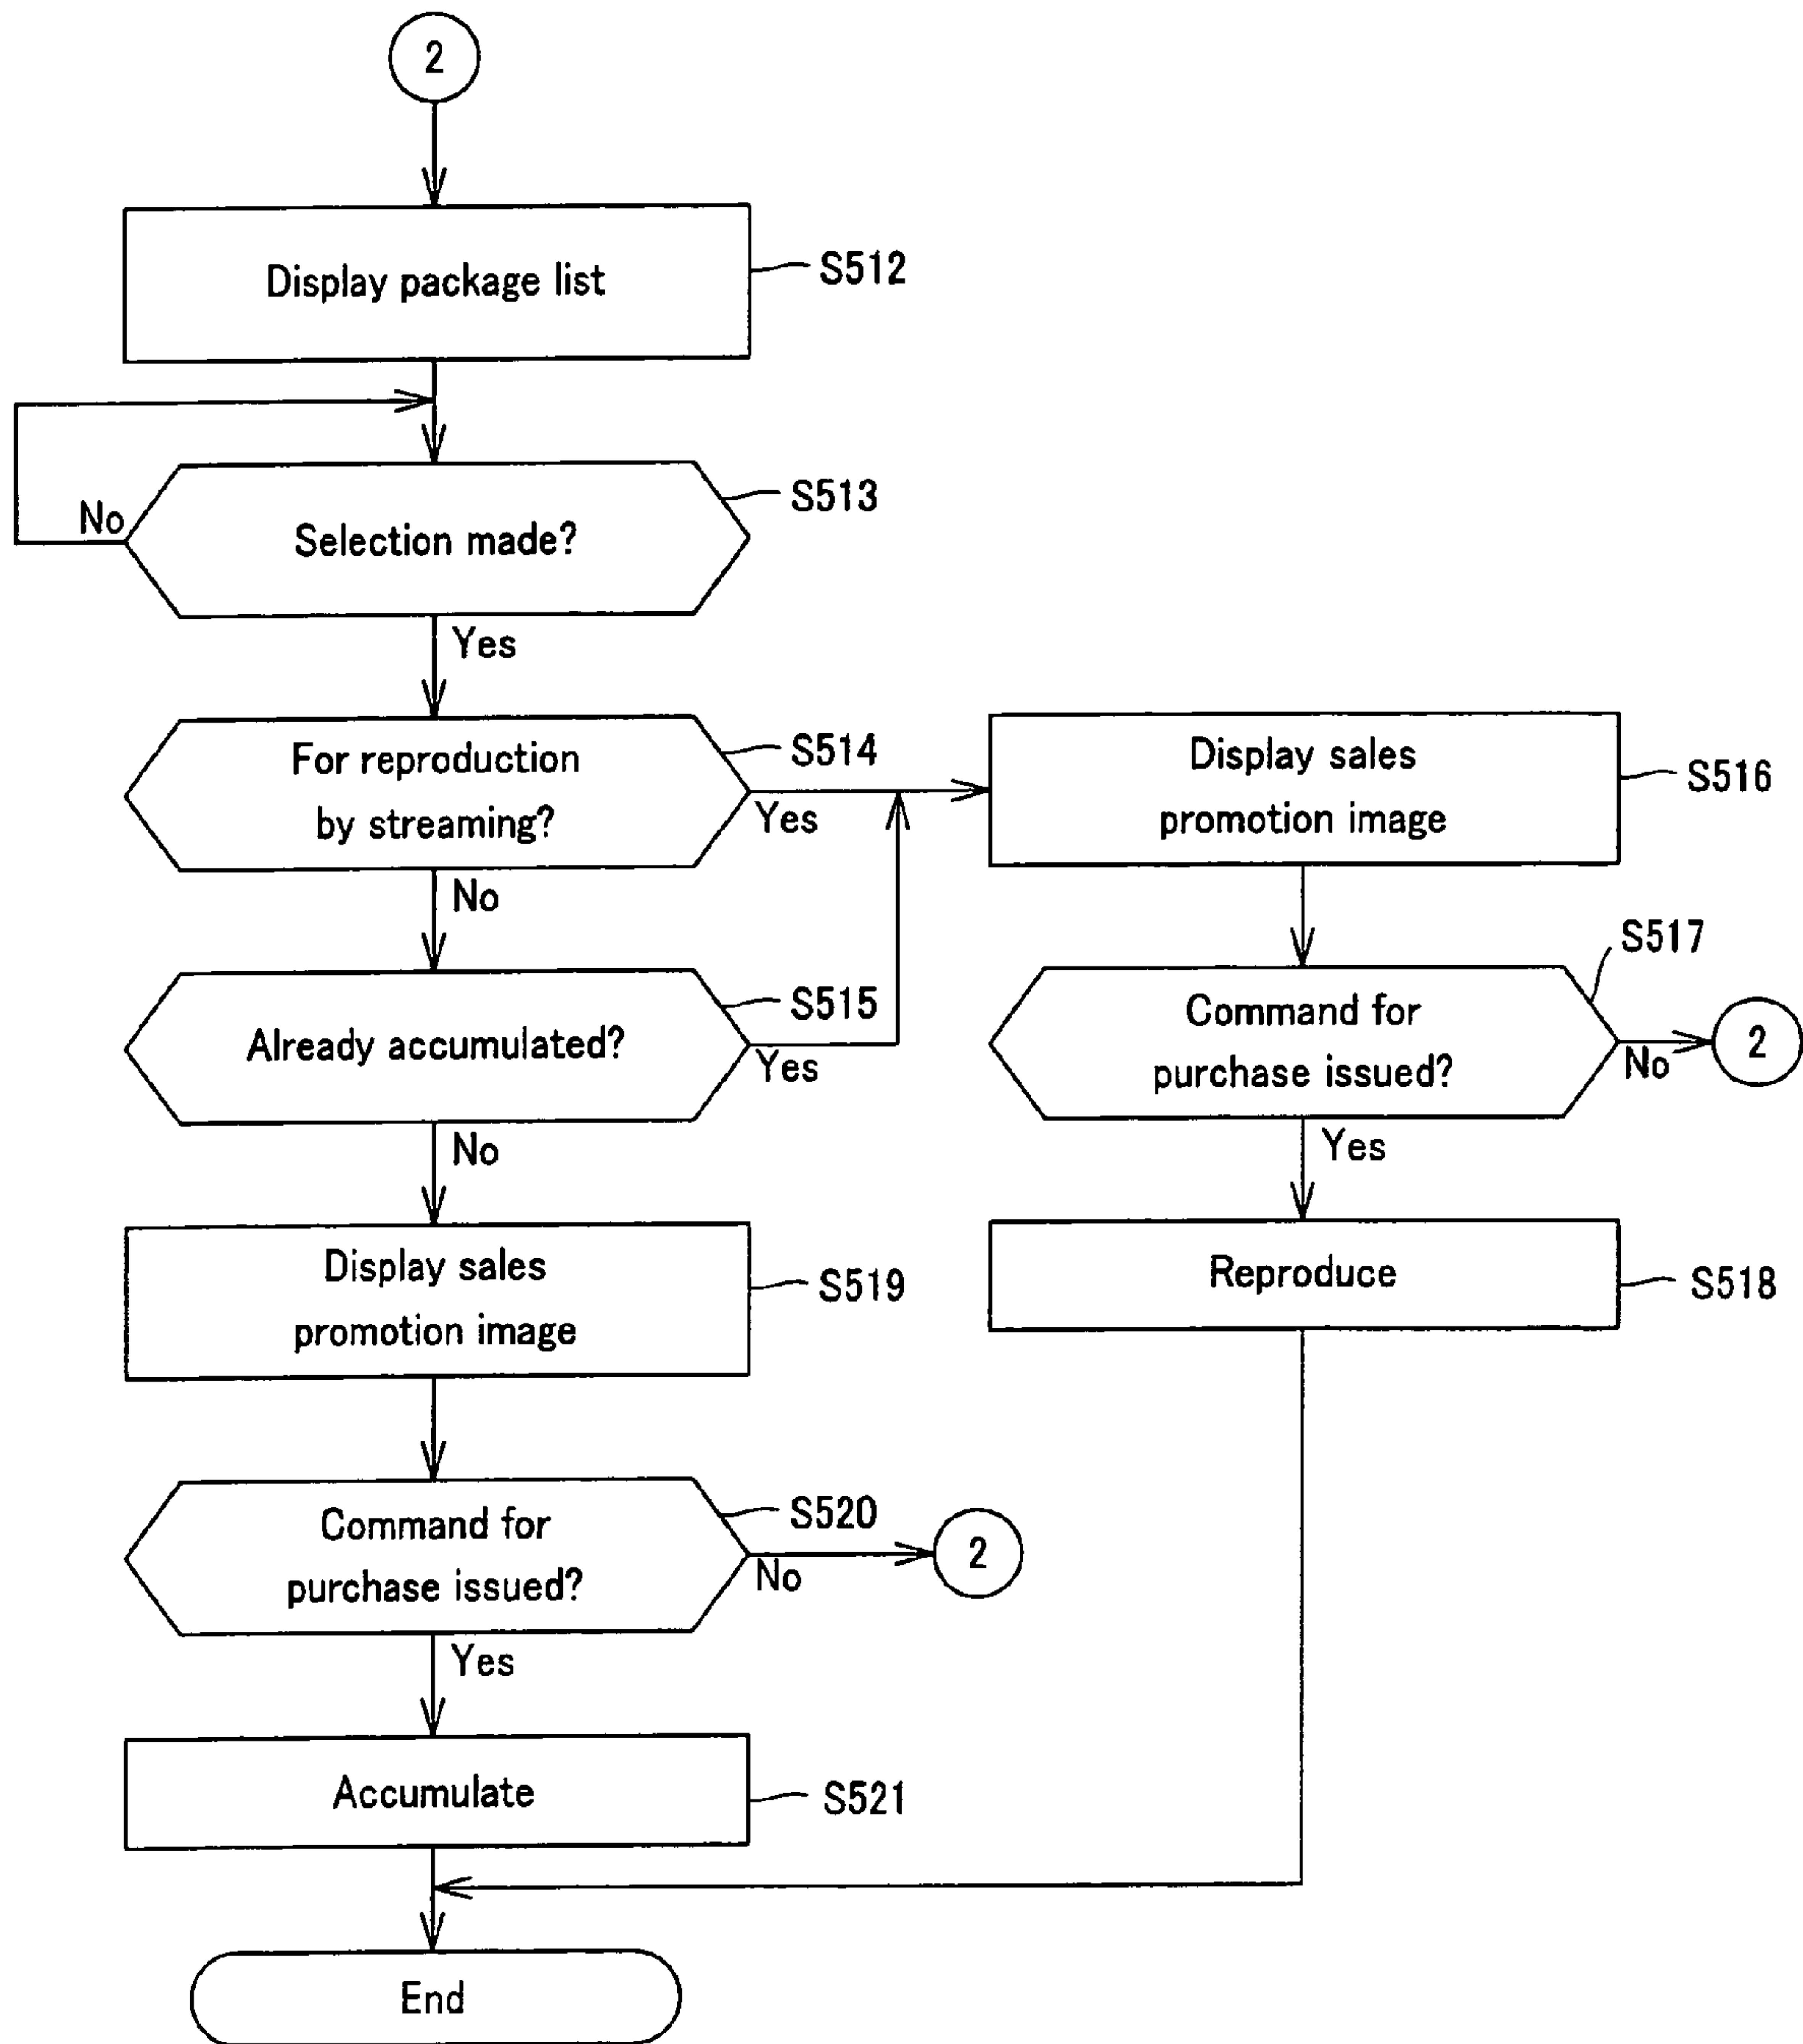 2
Display package list
S512
S513
No
Selection made?
Yes
For reproduction
by streaming?
S514
Yes
No
Display sales
promotion image
S516
Already accumulated?
S515
Yes
No
Command for
purchase issued?
S517
No
2
Yes
Reproduce
S518
Display sales
promotion image
S519
Command for
purchase issued?
S520
No
2
Yes
Accumulate
S521
End